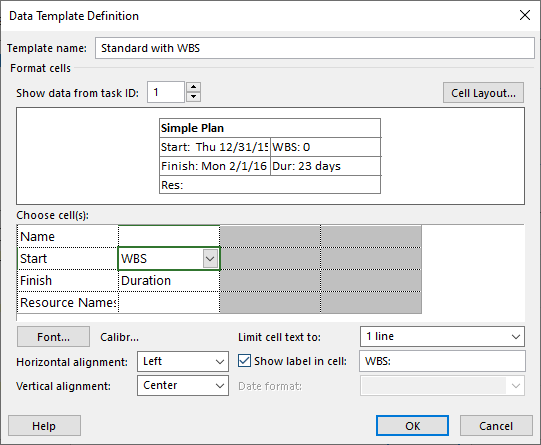 Data Template Definition
Template name: Standard with WBS
Format cells
Show data from task ID: 1
Cell Layout...
Simple Plan
Start: Thu 12/31/15 WBS: 0
Finish: Mon 2/1/16 Dur: 23 days
Res:
Choose cell(s):
Name
Start WBS
Finish Duration
Resource Names
Font... Calibr... Limit cell text to: 1 line
Horizontal alignment: Left Show label in cell: WBS:
Vertical alignment: Center Date format:
Help OK Cancel